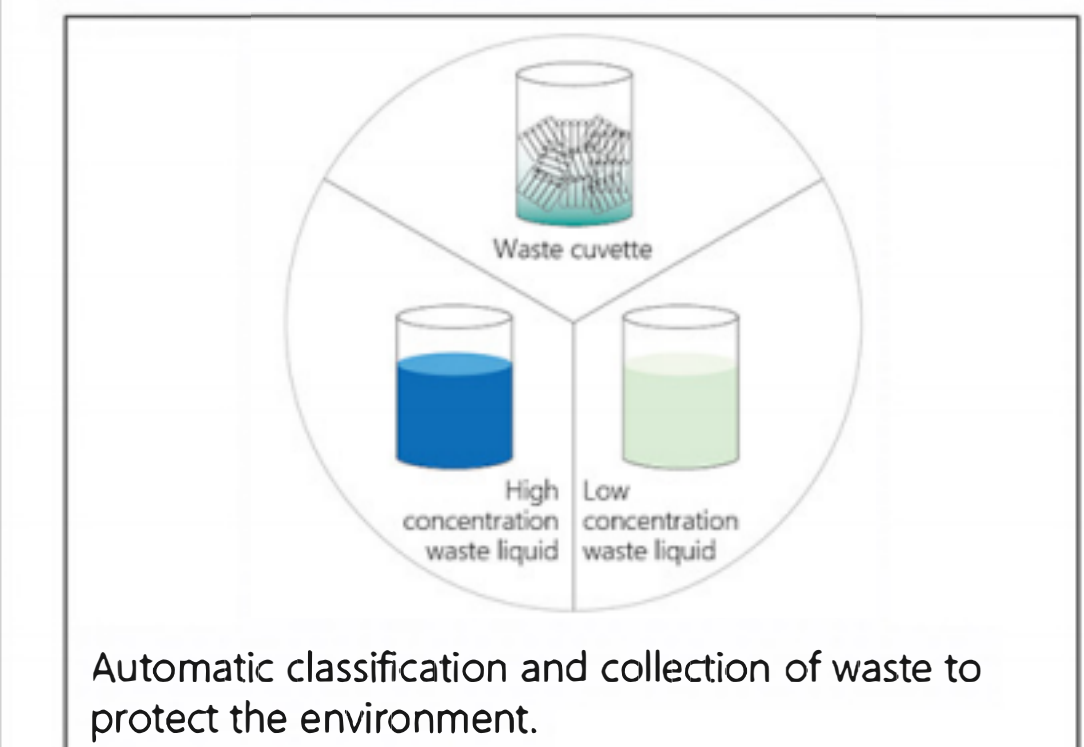 Waste cuvette
High
concentration
waste liquid
Low
concentration
waste liquid
Automatic classification and collection of waste to
protect the environment.